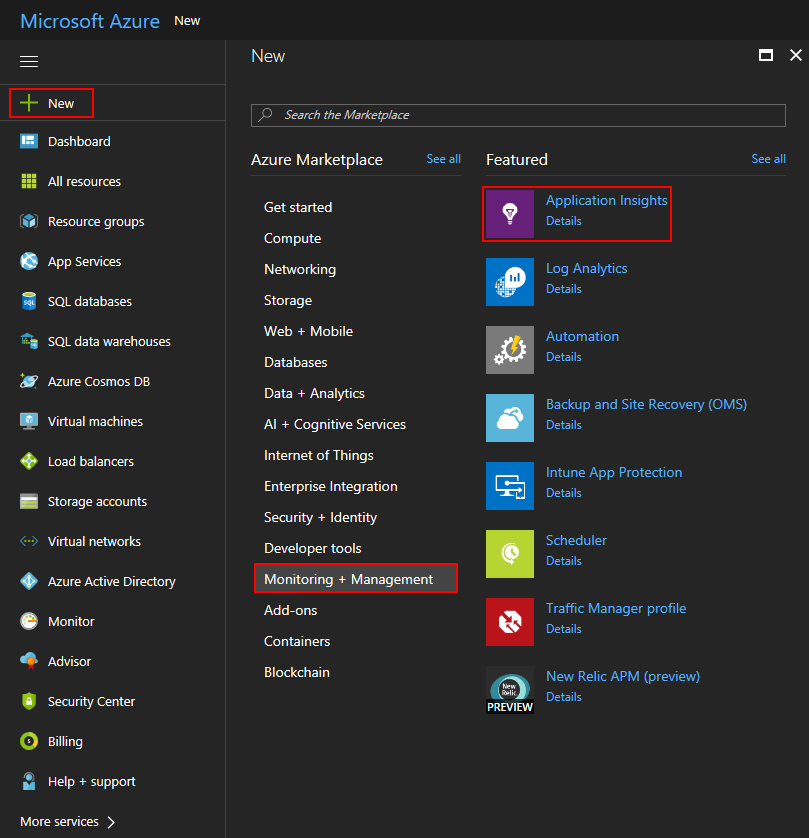 Microsoft Azure New
New
Dashboard
All resources
Resource groups
App Services
SQL databases
SQL data warehouses
Azure Cosmos DB
Virtual machines
Load balancers
Storage accounts
Virtual networks
Azure Active Directory
Monitor
Advisor
Security Center
Billing
Help + support
More services
New
Search the Marketplace
Azure Marketplace See all
Get started
Compute
Networking
Storage
Web + Mobile
Databases
Data + Analytics
AI + Cognitive Services
Internet of Things
Enterprise Integration
Security + Identity
Developer tools
Monitoring + Management
Add-ons
Containers
Blockchain
Featured See all
Application Insights
Details
Log Analytics
Details
Automation
Details
Backup and Site Recovery (OMS)
Details
Intune App Protection
Details
Scheduler
Details
Traffic Manager profile
Details
New
Relic
PREVIEW
New Relic APM (preview)
Details